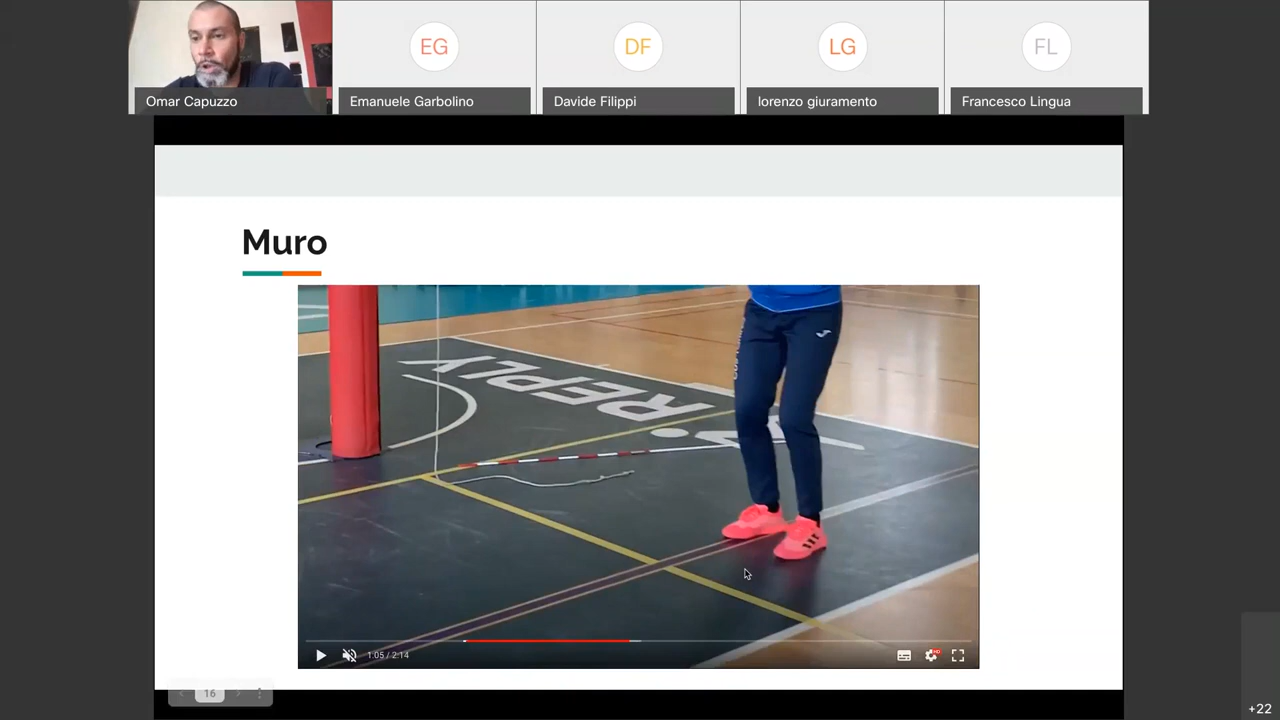 EG
DF
LG
FL
Omar Capuzzo
Emanuele Garbolino
Davide Filippi
lorenzo giuramento
Francesco Lingua
Muro
REPLY
1:05 / 2:14
HD
16
+22